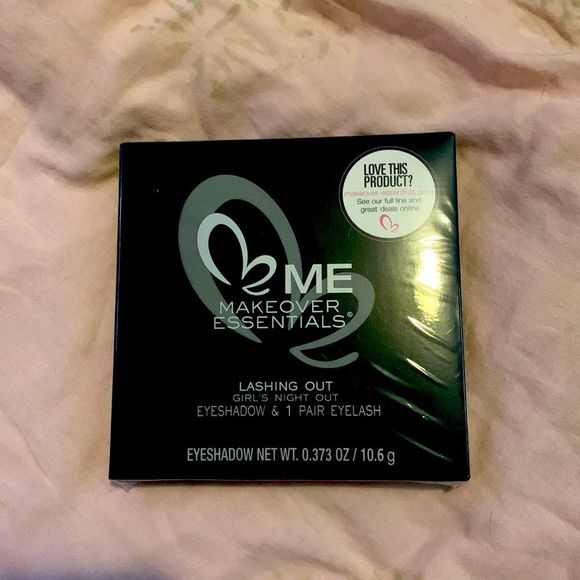 LOVE THIS
PRODUCT?
makeover-essentials.com
See our full line and
great deals online
ME
MAKEOVER
ESSENTIALS®
LASHING OUT
GIRL'S NIGHT OUT
EYESHADOW & 1 PAIR EYELASH
EYESHADOW NET WT. 0.373 OZ / 10.6 g